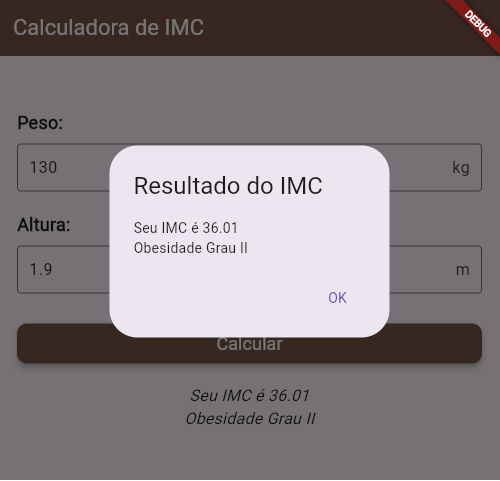 Calculadora de IMC
DEBUG
Peso:
130 kg
Resultado do IMC
Seu IMC é 36.01
Obesidade Grau II
OK
Altura:
1.9 m
Calcular
Seu IMC é 36.01
Obesidade Grau II